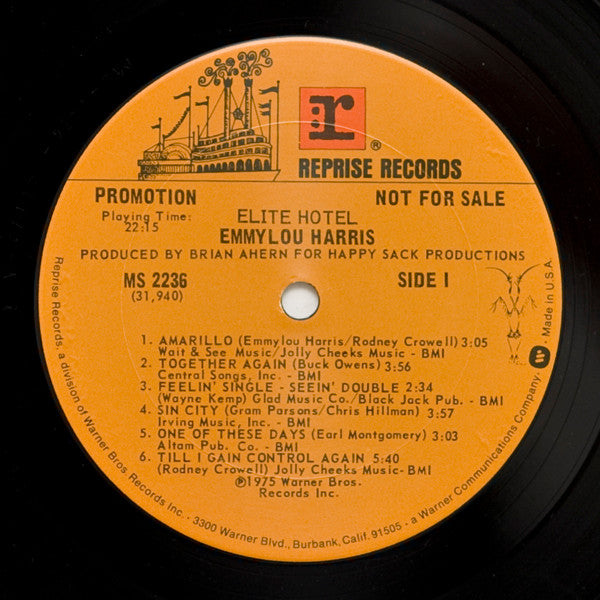 r
®
REPRISE RECORDS
PROMOTION
NOT FOR SALE
Playing Time:
22:15
ELITE HOTEL
EMMYLOU HARRIS
PRODUCED BY BRIAN AHERN FOR HAPPY SACK PRODUCTIONS
MS 2236
SIDE 1
(31,940)
1. AMARILLO (Emmylou Harris/Rodney Crowell) 3:05
Wait & See Music/Jolly Cheeks Music - BMI
2. TOGETHER AGAIN (Buck Owens) 3:56
Central Songs, Inc. - BMI
3. FEELIN' SINGLE - SEEIN' DOUBLE 2:34
(Wayne Kemp) Glad Music Co./Black Jack Pub. - BMI
4. SIN CITY (Gram Parsons/Chris Hillman) 3:57
Irving Music, Inc. - BMI
5. ONE OF THESE DAYS (Earl Montgomery) 3:03
Altam Pub. Co. - BMI
6. TILL I GAIN CONTROL AGAIN 5:40
(Rodney Crowell) Jolly Cheeks Music- BMI
℗1975 Warner Bros.
Records Inc.
Reprise Records, a division of Warner Bros. Records Inc. · 3300 Warner Blvd., Burbank, Calif. 91505 · a Warner Communications Company
W
Made in U.S.A.